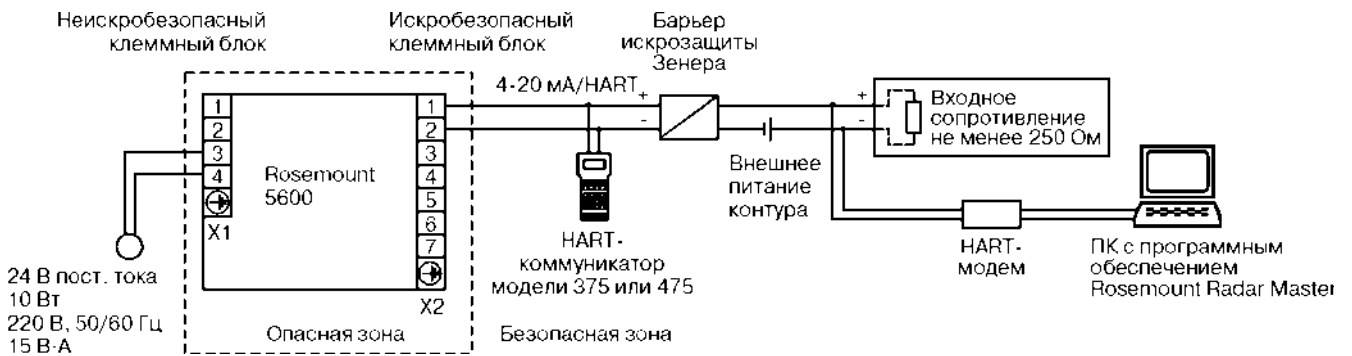 Неискробезопасный
клеммный блок
Искробезопасный
клеммный блок
Барьер
искрозащиты
Зенера
4-20 мА/HART
+
-
+
-
Входное
сопротивление
не менее 250 Ом
1
2
3
4
X1
Rosemount
5600
1
2
3
4
5
6
7
X2
Внешнее
питание
контура
HART-
коммуникатор
модели 375 или 475
HART-
модем
ПК с программным
обеспечением
Rosemount Radar Master
24 В пост. тока
10 Вт
220 В, 50/60 Гц
15 В·А
Опасная зона
Безопасная зона